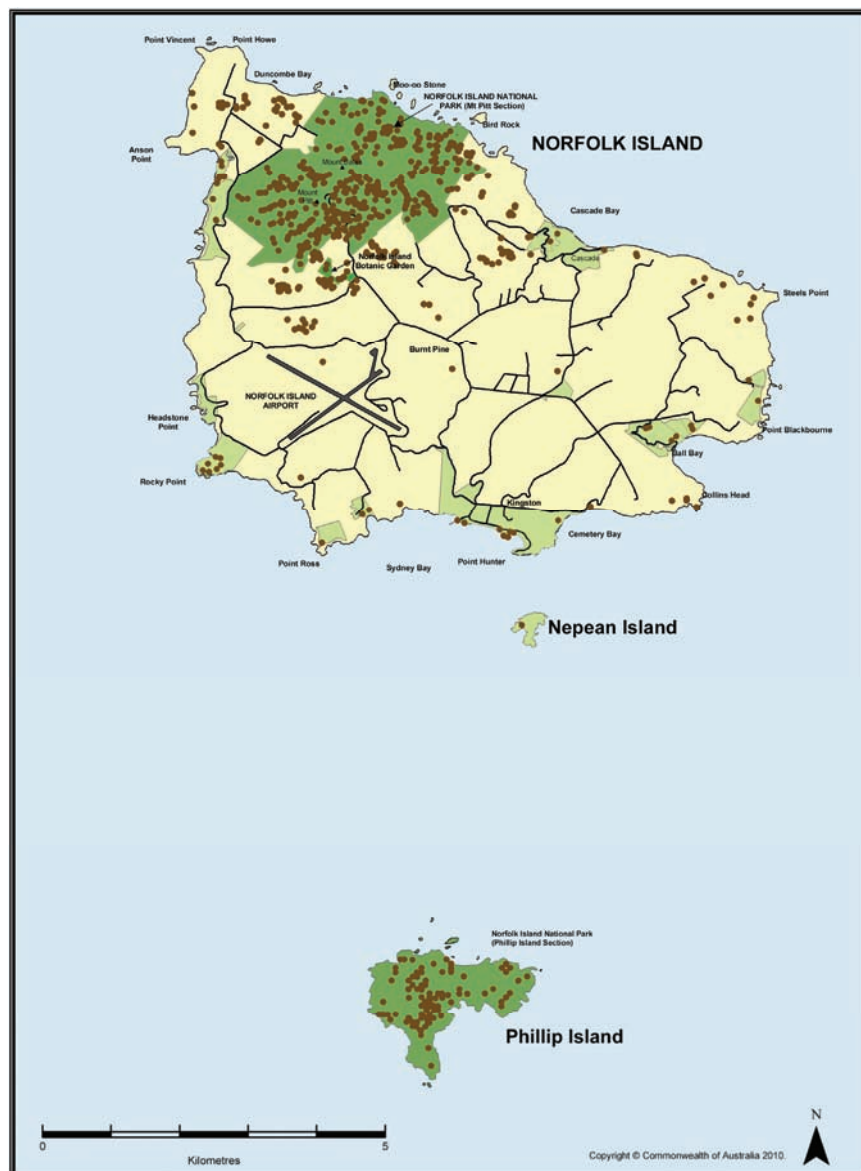 Point Vincent
Point Howe
Duncombe Bay
Moo-oo Stone
NORFOLK ISLAND NATIONAL
PARK (Mt Pitt Section)
Bird Rock
NORFOLK ISLAND
Anson
Point
Mount
Mount
Cascade Bay
Cascade
Norfolk Island
Botanic Garden
Steels Point
Burnt Pine
NORFOLK ISLAND
AIRPORT
Headstone
Point
Point Blackbourne
Ball Bay
Rocky Point
Collins Head
Kingston
Cemetery Bay
Point Ross
Sydney Bay
Point Hunter
Nepean Island
Norfolk Island National Park
(Phillip Island Section)
Phillip Island
0
5
Kilometres
N
Copyright © Commonwealth of Australia 2010.